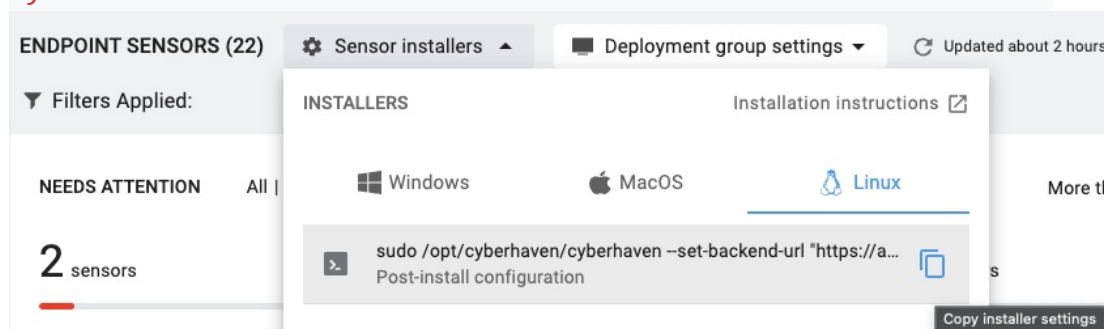 ENDPOINT SENSORS (22) Sensor installers Deployment group settings Updated about 2 hours
Filters Applied:
INSTALLERS Installation instructions
NEEDS ATTENTION All | Windows MacOS Linux More
2 sensors
sudo /opt/cyberhaven/cyberhaven --set-backend-url "https://a...
Post-install configuration
Copy installer settings